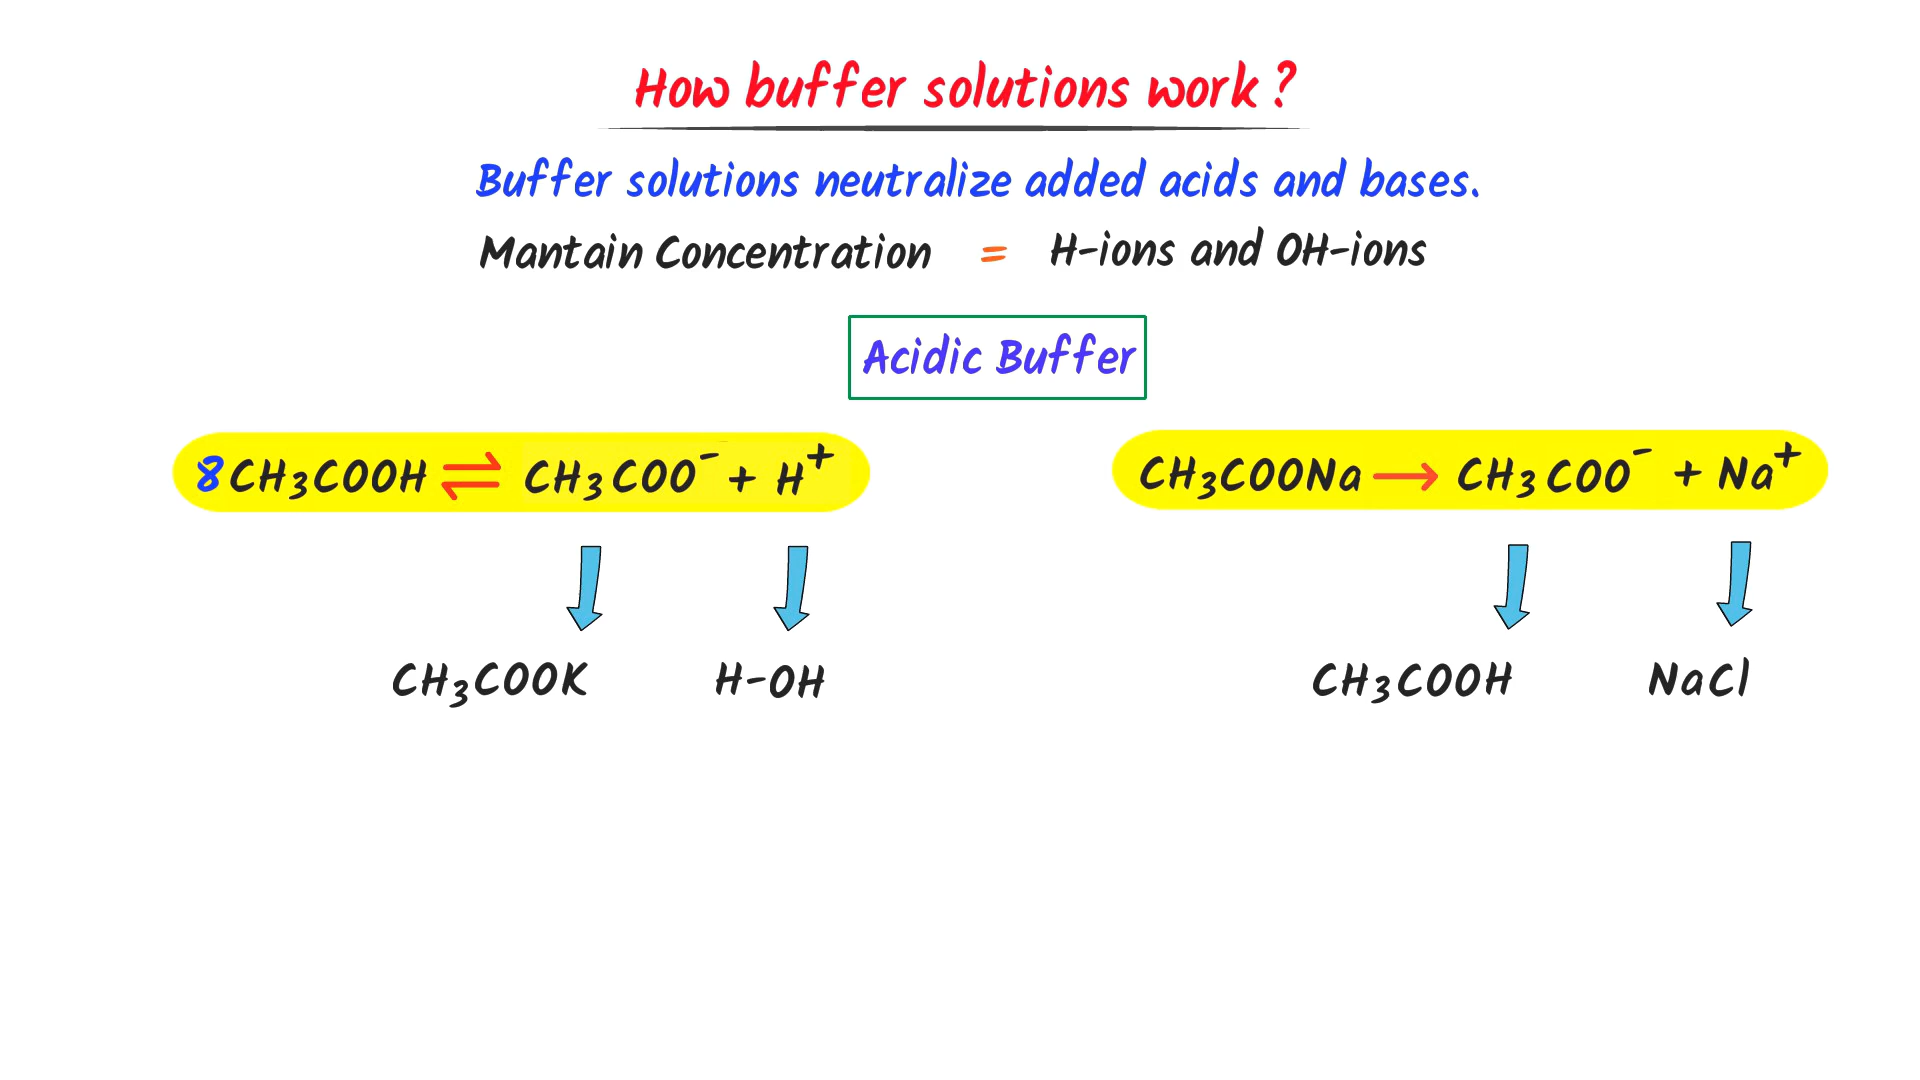 How buffer solutions work ?
Buffer solutions neutralize added acids and bases.
Mantain Concentration = H-ions and OH-ions
Acidic Buffer
8CH₃COOH ⇌ CH₃COO⁻ + H⁺
CH₃COONa → CH₃COO⁻ + Na⁺
CH₃COOK H-OH
CH₃COOH NaCl